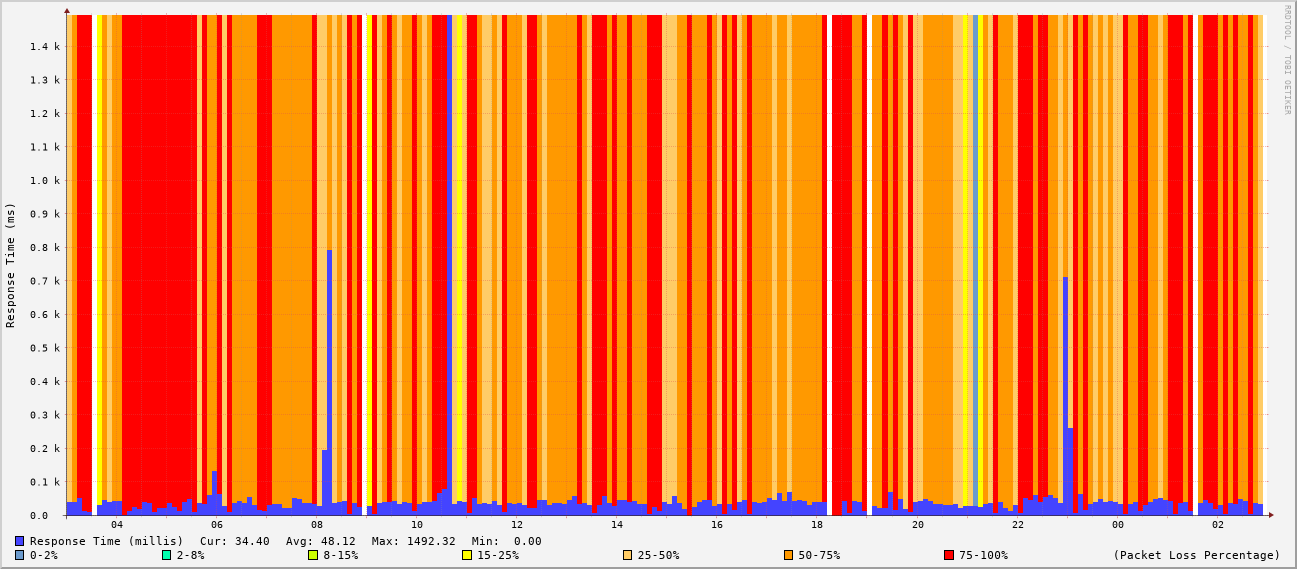 RRDTOOL / TOBI OETIKER
Response Time (ms)
1.4 k
1.3 k
1.2 k
1.1 k
1.0 k
0.9 k
0.8 k
0.7 k
0.6 k
0.5 k
0.4 k
0.3 k
0.2 k
0.1 k
0.0
04 06 08 10 12 14 16 18 20 22 00 02
Response Time (millis) Cur: 34.40 Avg: 48.12 Max: 1492.32 Min: 0.00
0-2% 2-8% 8-15% 15-25% 25-50% 50-75% 75-100% (Packet Loss Percentage)